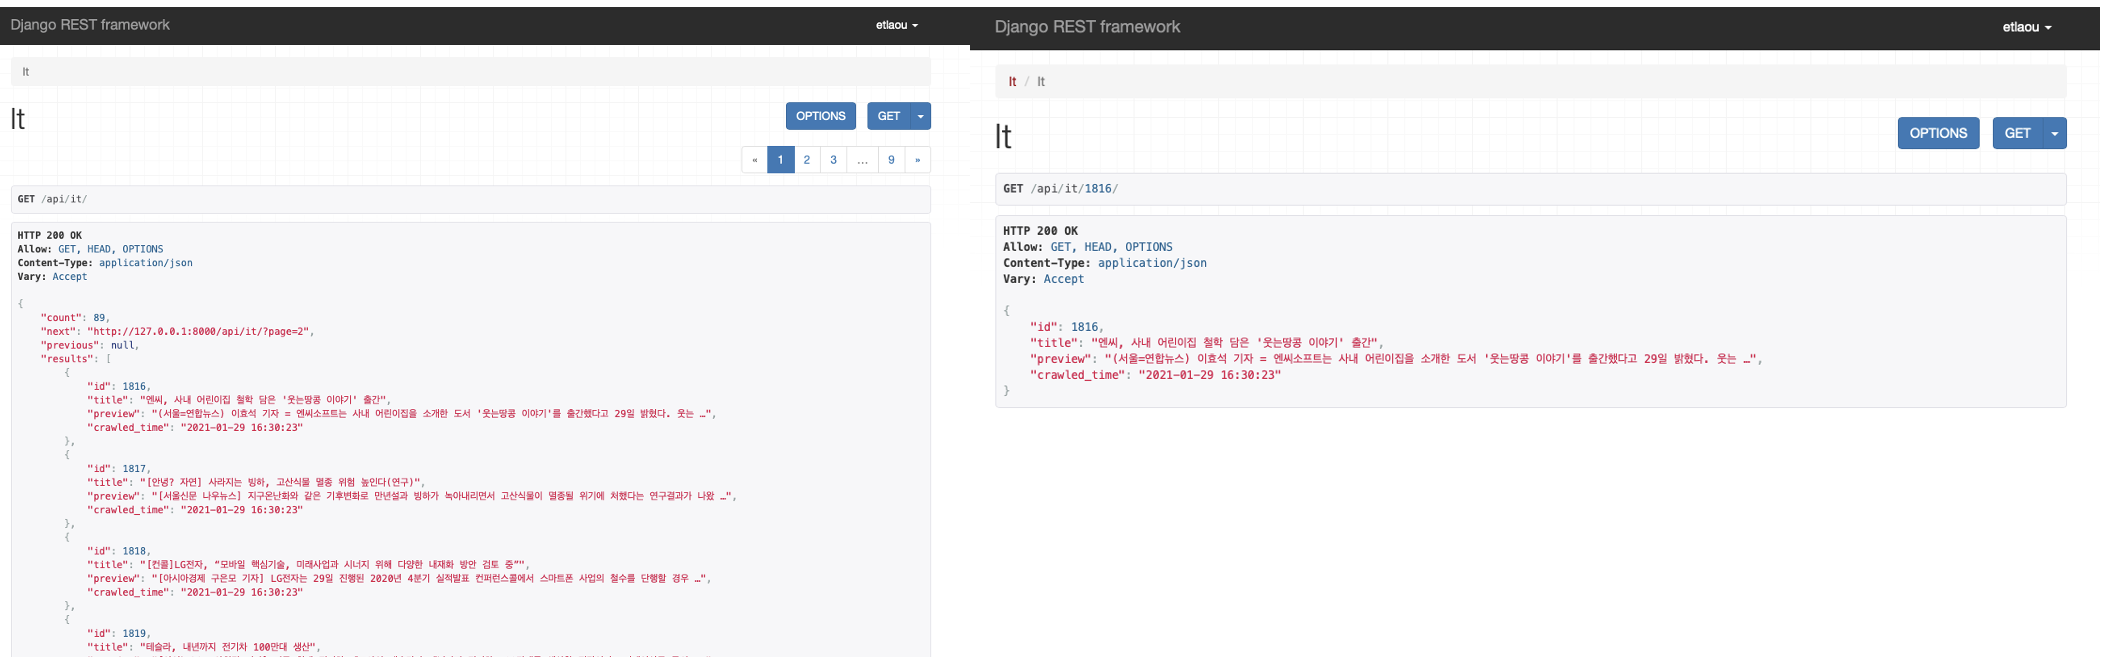 Django REST framework
etlaou
It
It
OPTIONS
GET
« 1 2 3 … 9 »
GET /api/it/
HTTP 200 OK
Allow: GET, HEAD, OPTIONS
Content-Type: application/json
Vary: Accept
{
"count": 89,
"next": "http://127.0.0.1:8000/api/it/?page=2",
"previous": null,
"results": [
{
"id": 1816,
"title": "엔씨, 사내 어린이집 철학 담은 '웃는땅콩 이야기' 출간",
"preview": "(서울=연합뉴스) 이효석 기자 = 엔씨소프트는 사내 어린이집을 소개한 도서 '웃는땅콩 이야기'를 출간했다고 29일 밝혔다. 웃는 …",
"crawled_time": "2021-01-29 16:30:23"
},
{
"id": 1817,
"title": "[안녕? 자연] 사라지는 빙하, 고산식물 멸종 위험 높인다(연구)",
"preview": "[서울신문 나우뉴스] 지구온난화와 같은 기후변화로 만년설과 빙하가 녹아내리면서 고산식물이 멸종될 위기에 처했다는 연구결과가 나왔 …",
"crawled_time": "2021-01-29 16:30:23"
},
{
"id": 1818,
"title": "[컨콜]LG전자, “모바일 핵심기술, 미래사업과 시너지 위해 다양한 내재화 방안 검토 중”",
"preview": "[아시아경제 구은모 기자] LG전자는 29일 진행된 2020년 4분기 실적발표 컨퍼런스콜에서 스마트폰 사업의 철수를 단행할 경우 …",
"crawled_time": "2021-01-29 16:30:23"
},
{
"id": 1819,
"title": "테슬라, 내년까지 전기차 100만대 생산",
Django REST framework
etlaou
It / It
It
OPTIONS
GET
GET /api/it/1816/
HTTP 200 OK
Allow: GET, HEAD, OPTIONS
Content-Type: application/json
Vary: Accept
{
"id": 1816,
"title": "엔씨, 사내 어린이집 철학 담은 '웃는땅콩 이야기' 출간",
"preview": "(서울=연합뉴스) 이효석 기자 = 엔씨소프트는 사내 어린이집을 소개한 도서 '웃는땅콩 이야기'를 출간했다고 29일 밝혔다. 웃는 …",
"crawled_time": "2021-01-29 16:30:23"
}